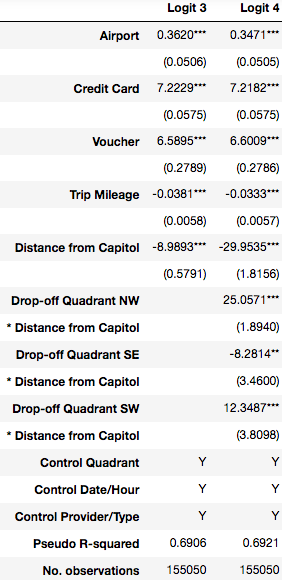 Logit 3 Logit 4
Airport 0.3620*** 0.3471***
(0.0506) (0.0505)
Credit Card 7.2229*** 7.2182***
(0.0575) (0.0575)
Voucher 6.5895*** 6.6009***
(0.2789) (0.2786)
Trip Mileage -0.0381*** -0.0333***
(0.0058) (0.0057)
Distance from Capitol -8.9893*** -29.9535***
(0.5791) (1.8156)
Drop-off Quadrant NW 25.0571***
* Distance from Capitol (1.8940)
Drop-off Quadrant SE -8.2814**
* Distance from Capitol (3.4600)
Drop-off Quadrant SW 12.3487***
* Distance from Capitol (3.8098)
Control Quadrant Y Y
Control Date/Hour Y Y
Control Provider/Type Y Y
Pseudo R-squared 0.6906 0.6921
No. observations 155050 155050